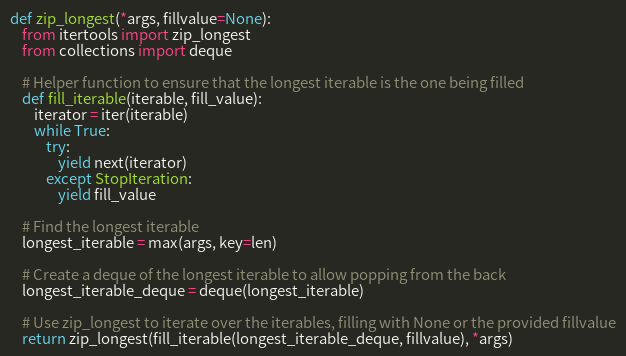 def zip_longest(*args, fillvalue=None):
    from itertools import zip_longest
    from collections import deque

    # Helper function to ensure that the longest iterable is the one being filled
    def fill_iterable(iterable, fill_value):
        iterator = iter(iterable)
        while True:
            try:
                yield next(iterator)
            except StopIteration:
                yield fill_value

    # Find the longest iterable
    longest_iterable = max(args, key=len)

    # Create a deque of the longest iterable to allow popping from the back
    longest_iterable_deque = deque(longest_iterable)

    # Use zip_longest to iterate over the iterables, filling with None or the provided fillvalue
    return zip_longest(fill_iterable(longest_iterable_deque, fillvalue), *args)